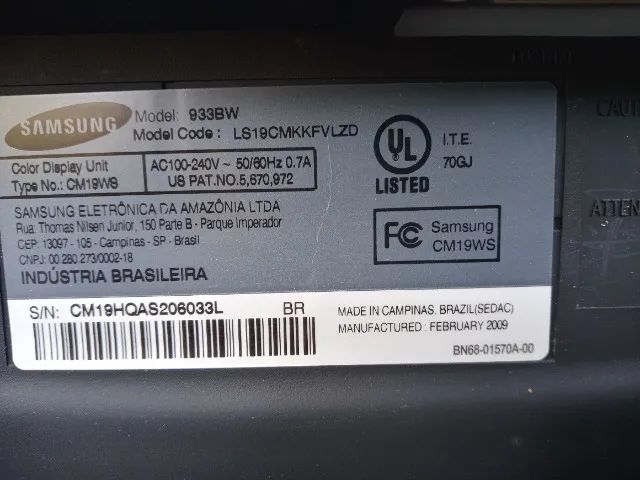 SAMSUNG
Model: 933BW
Model Code: LS19CMKKFVLZD
Color Display Unit
Type No.: CM19WS
AC100-240V ~ 50/60Hz 0.7A
US PAT.NO.5,670,972
UL
LISTED
I.T.E.
70GJ
SAMSUNG ELETRÔNICA DA AMAZÔNIA LTDA
Rua: Thomas Nilsen Junior, 150 Parte B - Parque Imperador
CEP: 13097 - 105 - Campinas - SP - Brasil
CNPJ: 00 280 273/0002-18
INDÚSTRIA BRASILEIRA
FC Samsung
CM19WS
S/N: CM19HQAS206033L BR
MADE IN CAMPINAS, BRAZIL(SEDAC)
MANUFACTURED : FEBRUARY 2009
BN68-01570A-00